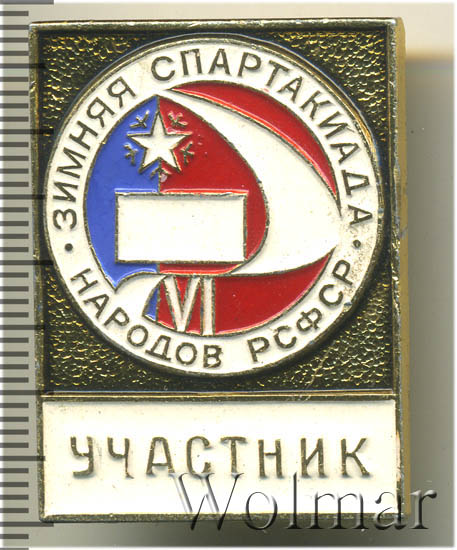 • ЗИМНЯЯ СПАРТАКИАДА •
НАРОДОВ РСФСР
VI
УЧАСТНИК
Wolmar